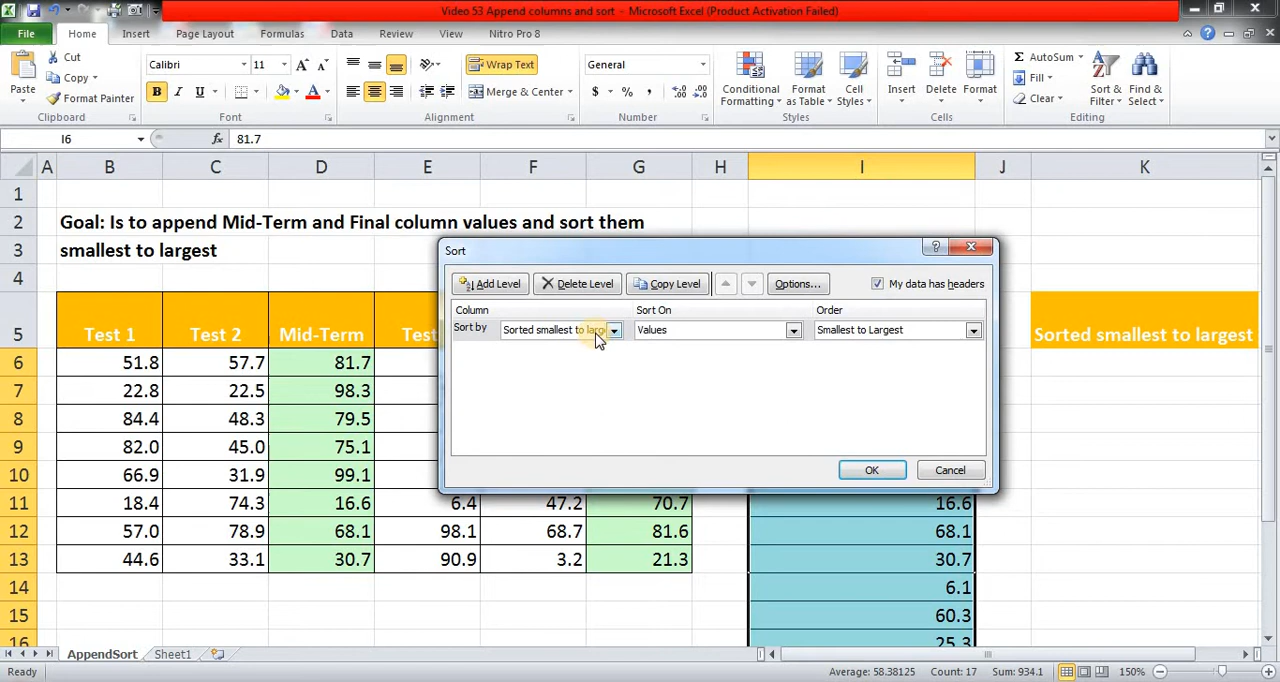 Video 53 Append columns and sort – Microsoft Excel (Product Activation Failed)
File Home Insert Page Layout Formulas Data Review View Nitro Pro 8
Paste
Cut
Copy
Format Painter
Clipboard
Calibri 11
B I U
Font
Wrap Text
Merge & Center
Alignment
General
$ % ,
Number
Conditional Formatting
Format as Table
Cell Styles
Styles
Insert Delete Format
Cells
AutoSum
Fill
Clear
Sort & Filter
Find & Select
Editing
I6 fx 81.7
A B C D E F G H I J K
1
2 Goal: Is to append Mid-Term and Final column values and sort them
3 smallest to largest
4
5 Test 1 Test 2 Mid-Term Test Sorted smallest to largest
6 51.8 57.7 81.7
7 22.8 22.5 98.3
8 84.4 48.3 79.5
9 82.0 45.0 75.1
10 66.9 31.9 99.1
11 18.4 74.3 16.6 6.4 47.2 70.7 16.6
12 57.0 78.9 68.1 98.1 68.7 81.6 68.1
13 44.6 33.1 30.7 90.9 3.2 21.3 30.7
14 6.1
15 60.3
16 25.3
Sort
Add Level Delete Level Copy Level Options... My data has headers
Column Sort On Order
Sort by Sorted smallest to larg Values Smallest to Largest
OK Cancel
AppendSort Sheet1
Ready Average: 58.38125 Count: 17 Sum: 934.1 150%